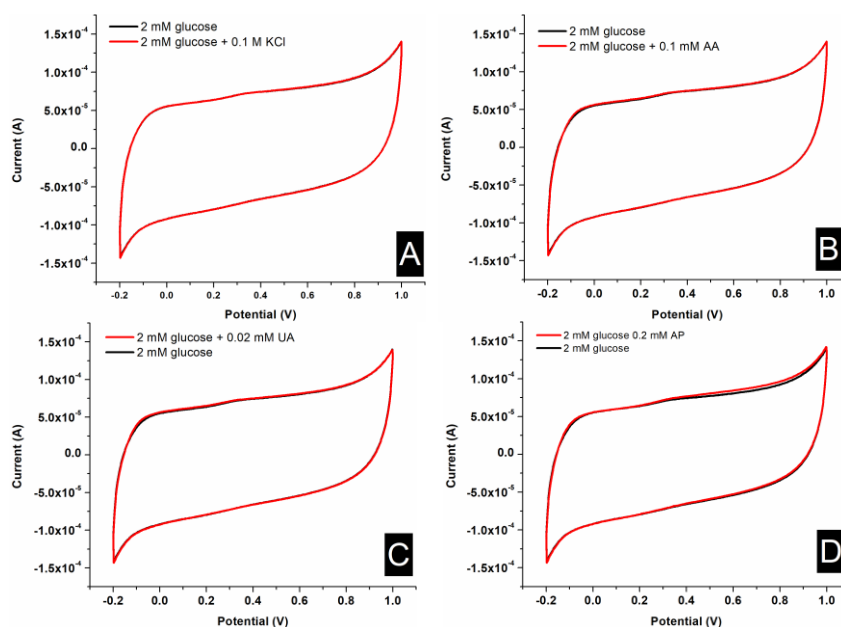 2 mM glucose
2 mM glucose + 0.1 M KCl
1.5x10⁻⁴
1.0x10⁻⁴
5.0x10⁻⁵
0.0
-5.0x10⁻⁵
-1.0x10⁻⁴
-1.5x10⁻⁴
Current (A)
-0.2 0.0 0.2 0.4 0.6 0.8 1.0
Potential (V)
A
2 mM glucose
2 mM glucose + 0.1 mM AA
1.5x10⁻⁴
1.0x10⁻⁴
5.0x10⁻⁵
0.0
-5.0x10⁻⁵
-1.0x10⁻⁴
-1.5x10⁻⁴
Current (A)
-0.2 0.0 0.2 0.4 0.6 0.8 1.0
Potential (V)
B
2 mM glucose + 0.02 mM UA
2 mM glucose
1.5x10⁻⁴
1.0x10⁻⁴
5.0x10⁻⁵
0.0
-5.0x10⁻⁵
-1.0x10⁻⁴
-1.5x10⁻⁴
Current (A)
-0.2 0.0 0.2 0.4 0.6 0.8 1.0
Potential (V)
C
2 mM glucose 0.2 mM AP
2 mM glucose
1.5x10⁻⁴
1.0x10⁻⁴
5.0x10⁻⁵
0.0
-5.0x10⁻⁵
-1.0x10⁻⁴
-1.5x10⁻⁴
Current (A)
-0.2 0.0 0.2 0.4 0.6 0.8 1.0
Potential (V)
D